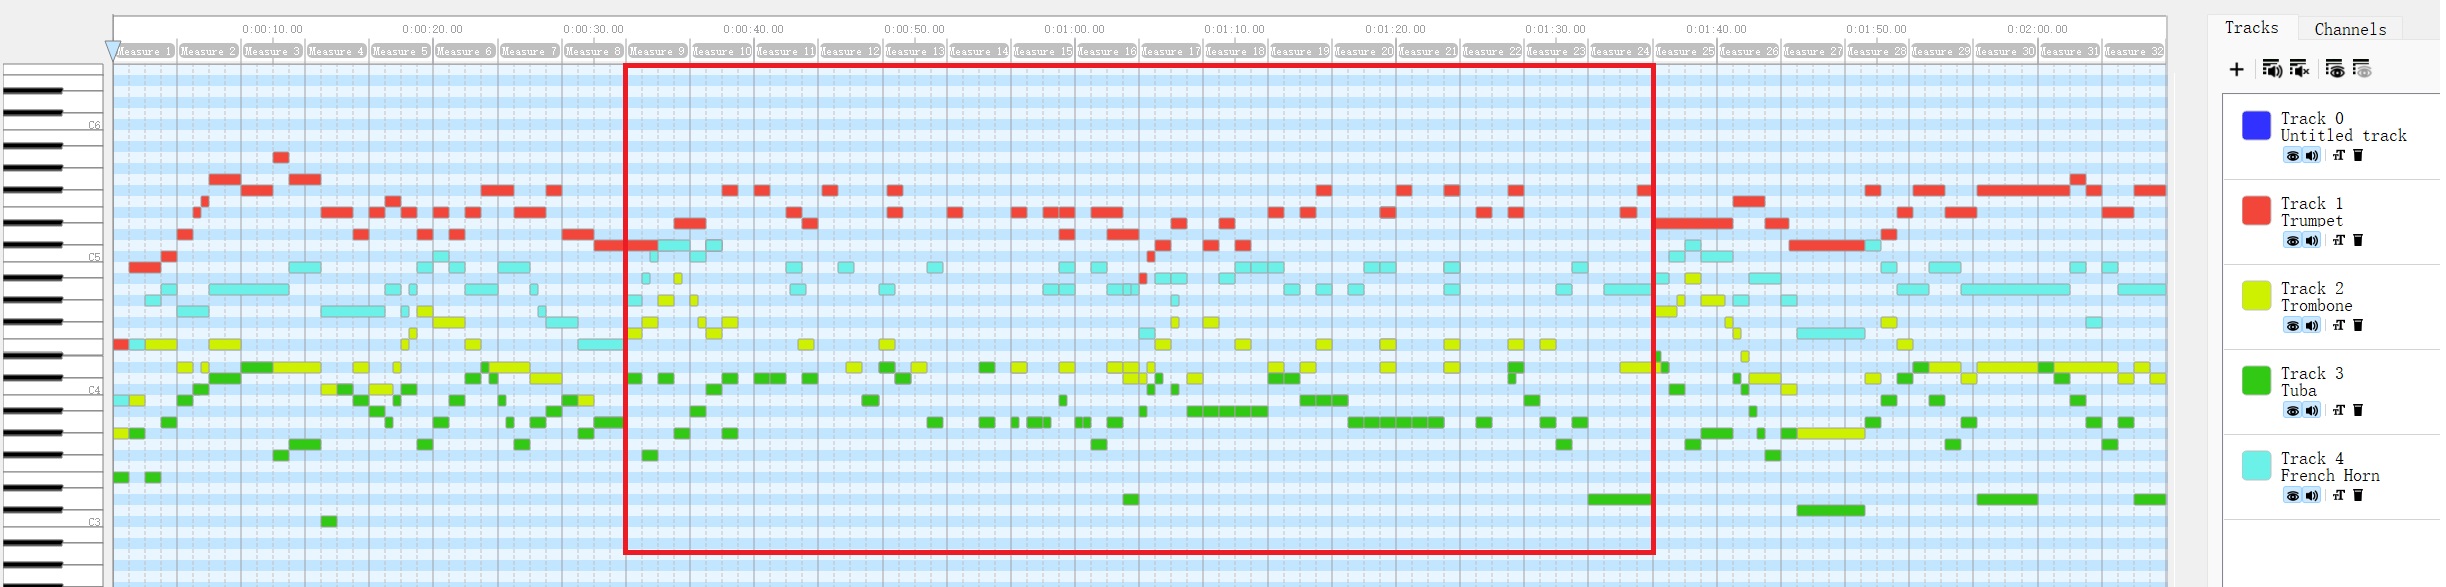 0:00:10.00 0:00:20.00 0:00:30.00 0:00:40.00 0:00:50.00 0:01:00.00 0:01:10.00 0:01:20.00 0:01:30.00 0:01:40.00 0:01:50.00 0:02:00.00
Measure 1 Measure 2 Measure 3 Measure 4 Measure 5 Measure 6 Measure 7 Measure 8 Measure 9 Measure 10 Measure 11 Measure 12 Measure 13 Measure 14 Measure 15 Measure 16 Measure 17 Measure 18 Measure 19 Measure 20 Measure 21 Measure 22 Measure 23 Measure 24 Measure 25 Measure 26 Measure 27 Measure 28 Measure 29 Measure 30 Measure 31 Measure 32
C6
C5
C4
C3
Tracks Channels
Track 0
Untitled track
Track 1
Trumpet
Track 2
Trombone
Track 3
Tuba
Track 4
French Horn